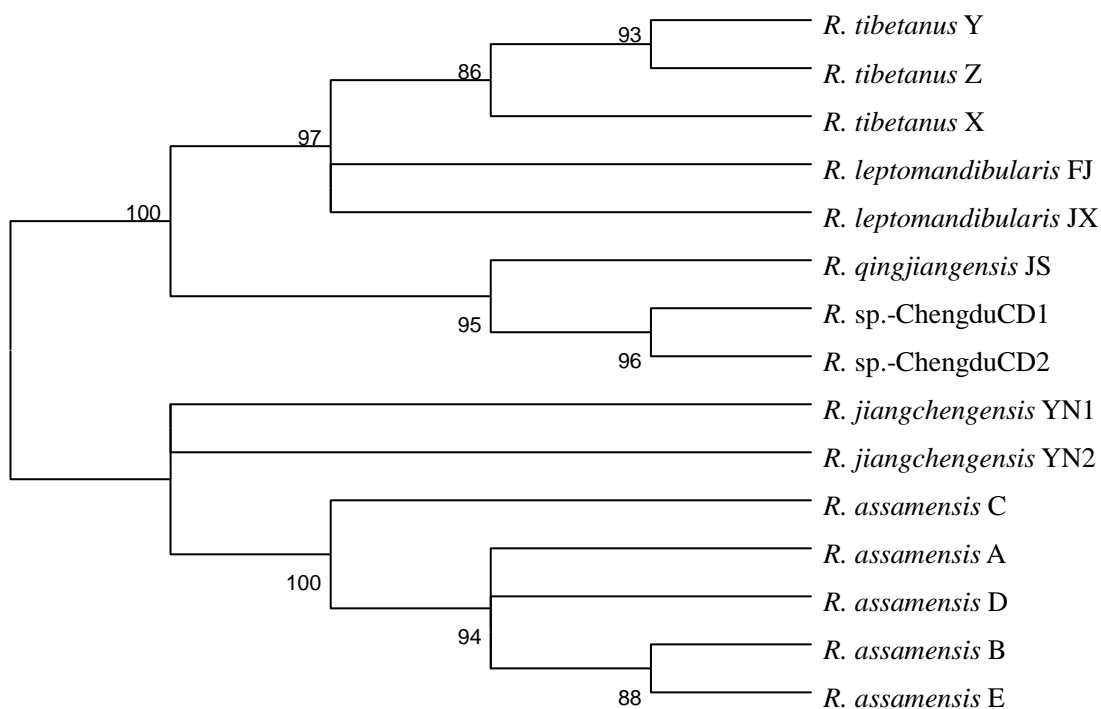 R. tibetanus Y
93
R. tibetanus Z
86
R. tibetanus X
97
R. leptomandibularis FJ
R. leptomandibularis JX
100
R. qingjiangensis JS
R. sp.-ChengduCD1
95
R. sp.-ChengduCD2
96
R. jiangchengensis YN1
R. jiangchengensis YN2
R. assamensis C
R. assamensis A
100
R. assamensis D
94
R. assamensis B
R. assamensis E
88